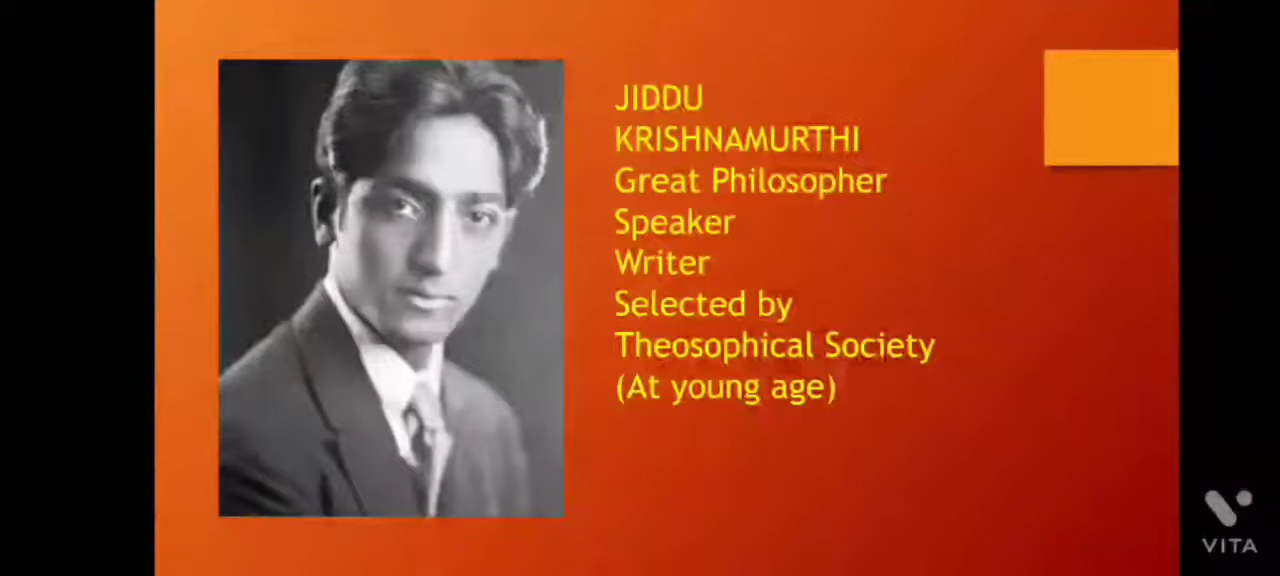 JIDDU
KRISHNAMURTHI
Great Philosopher
Speaker
Writer
Selected by
Theosophical Society
(At young age)
VITA